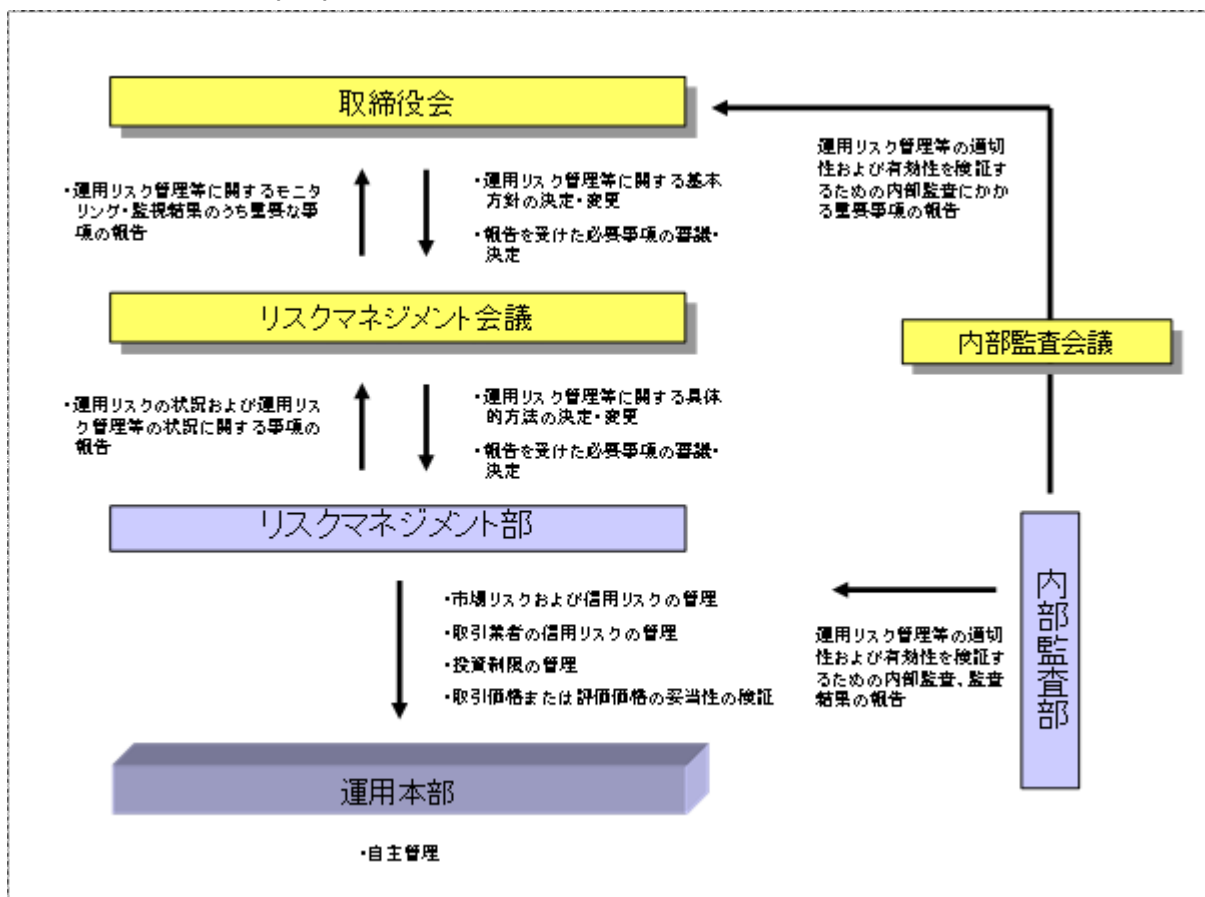 取締役会
・運用リスク管理等に関するモニ
タリング・監視結果のうち重要な事
項の報告
・運用リスク管理等に関する基本
方針の決定・変更
・報告を受けた必要事項の審議・
決定
運用リスク管理等の適切
性および有効性を検証す
るための内部監査にかか
る重要事項の報告
リスクマネジメント会議
内部監査会議
・運用リスクの状況および運用リス
ク管理等の状況に関する事項の
報告
・運用リスク管理等に関する具体
的方法の決定・変更
・報告を受けた必要事項の審議・
決定
リスクマネジメント部
・市場リスクおよび信用リスクの管理
・取引業者の信用リスクの管理
・投資制限の管理
・取引価格または評価価格の妥当性の検証
運用リスク管理等の適切
性および有効性を検証す
るための内部監査、監査
結果の報告
内部監査部
運用本部
・自主管理